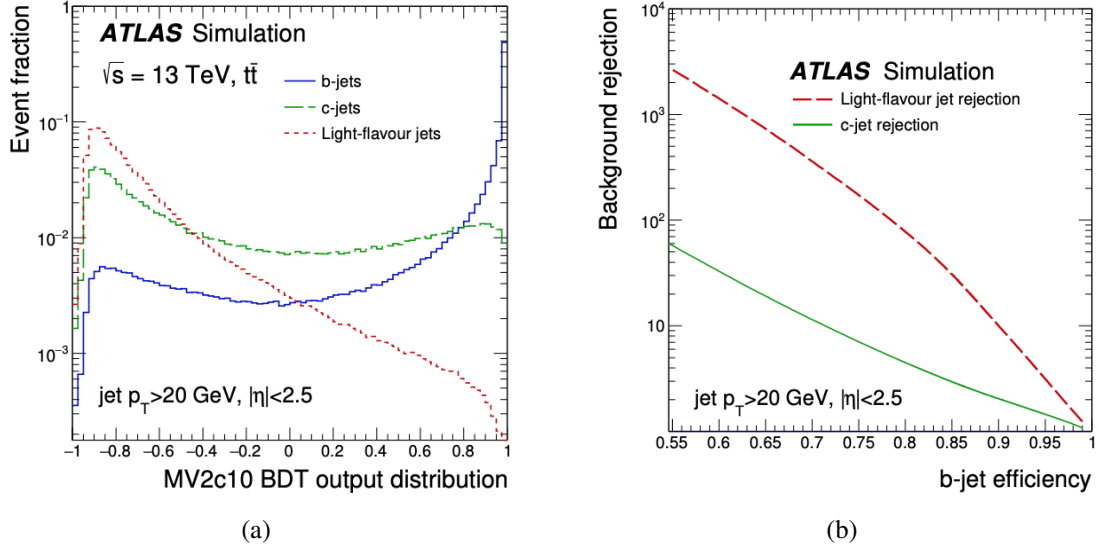 ATLAS Simulation
√s = 13 TeV, tt̄
b-jets
c-jets
Light-flavour jets
jet pT>20 GeV, |η|<2.5
Event fraction
1
10⁻¹
10⁻²
10⁻³
−1 −0.8 −0.6 −0.4 −0.2 0 0.2 0.4 0.6 0.8 1
MV2c10 BDT output distribution
(a)
ATLAS Simulation
Light-flavour jet rejection
c-jet rejection
jet pT>20 GeV, |η|<2.5
Background rejection
10⁴
10³
10²
10
0.55 0.6 0.65 0.7 0.75 0.8 0.85 0.9 0.95 1
b-jet efficiency
(b)